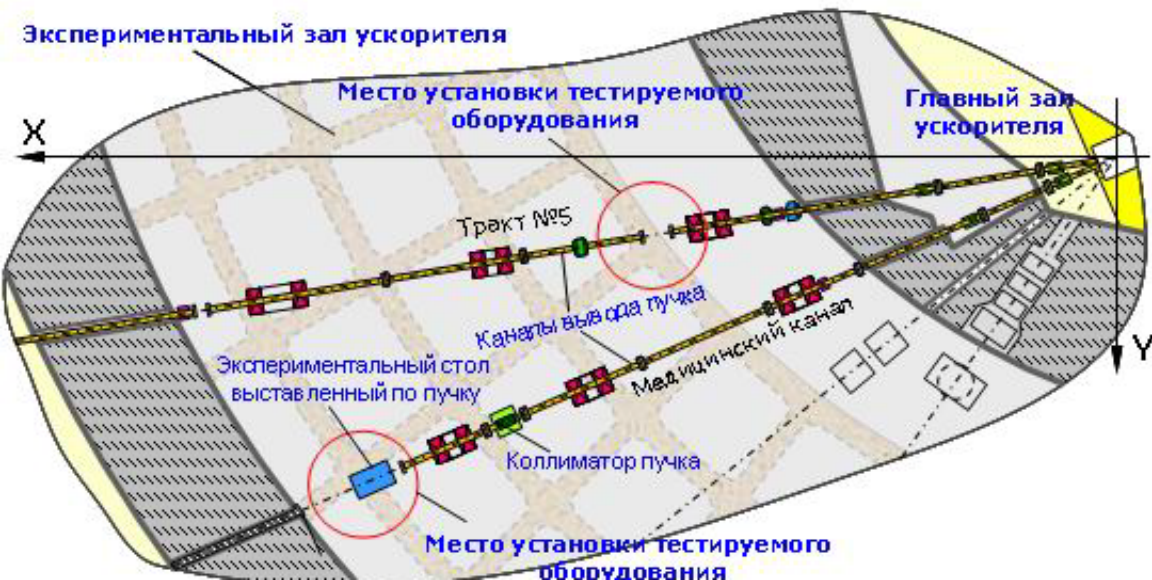 Экспериментальный зал ускорителя
Место установки тестируемого
оборудования
Главный зал
ускорителя
X
Тракт №5
Каналы вывода пучка
Y
Медицинский канал
Экспериментальный стол
выставленный по пучку
Коллиматор пучка
Место установки тестируемого
оборудования